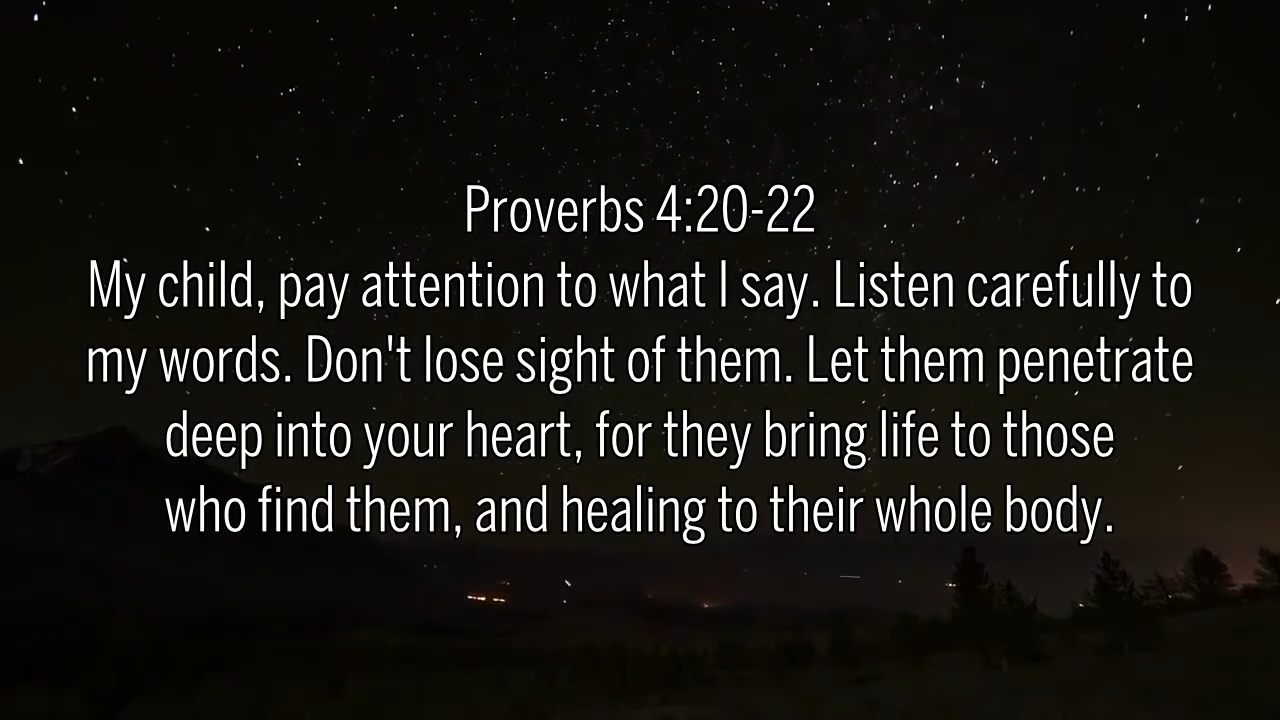 Proverbs 4:20-22
My child, pay attention to what I say. Listen carefully to
my words. Don't lose sight of them. Let them penetrate
deep into your heart, for they bring life to those
who find them, and healing to their whole body.